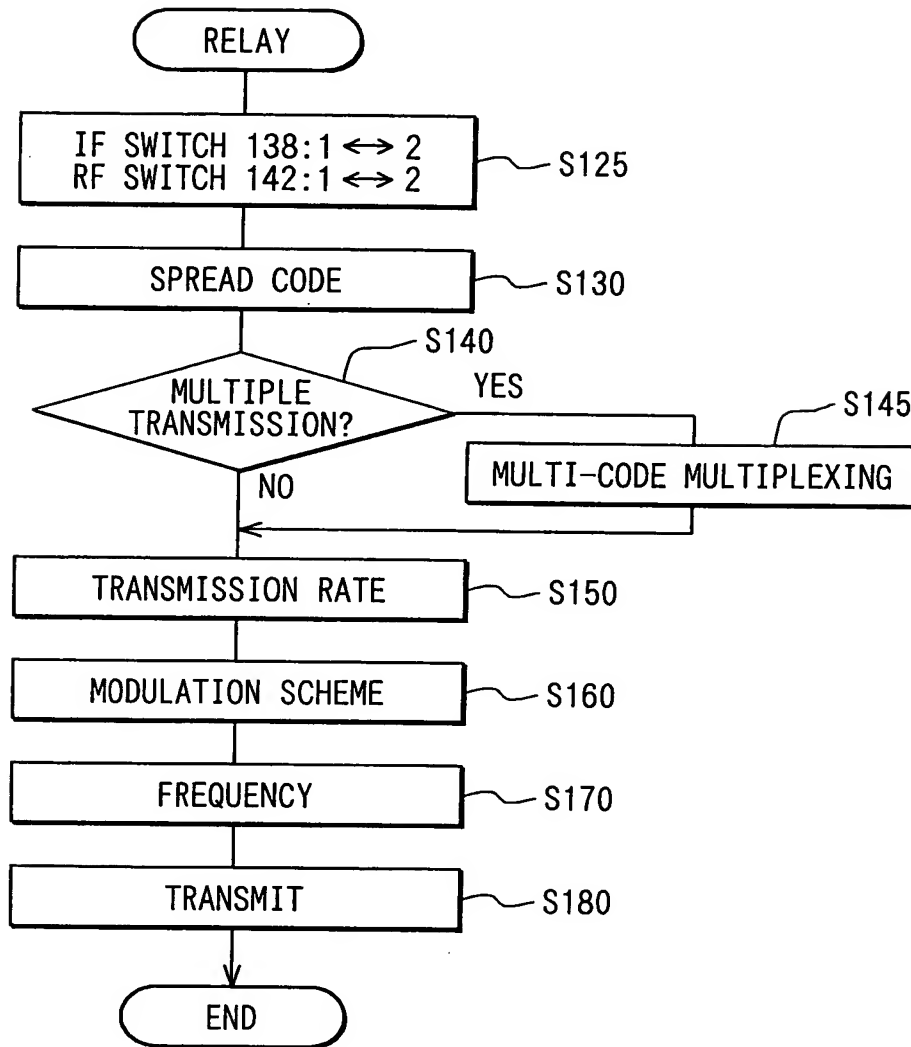 RELAY
IF SWITCH 138:1 ↔ 2
RF SWITCH 142:1 ↔ 2
S125
SPREAD CODE
S130
S140
MULTIPLE
TRANSMISSION?
YES
S145
MULTI-CODE MULTIPLEXING
NO
TRANSMISSION RATE
S150
MODULATION SCHEME
S160
FREQUENCY
S170
TRANSMIT
S180
END